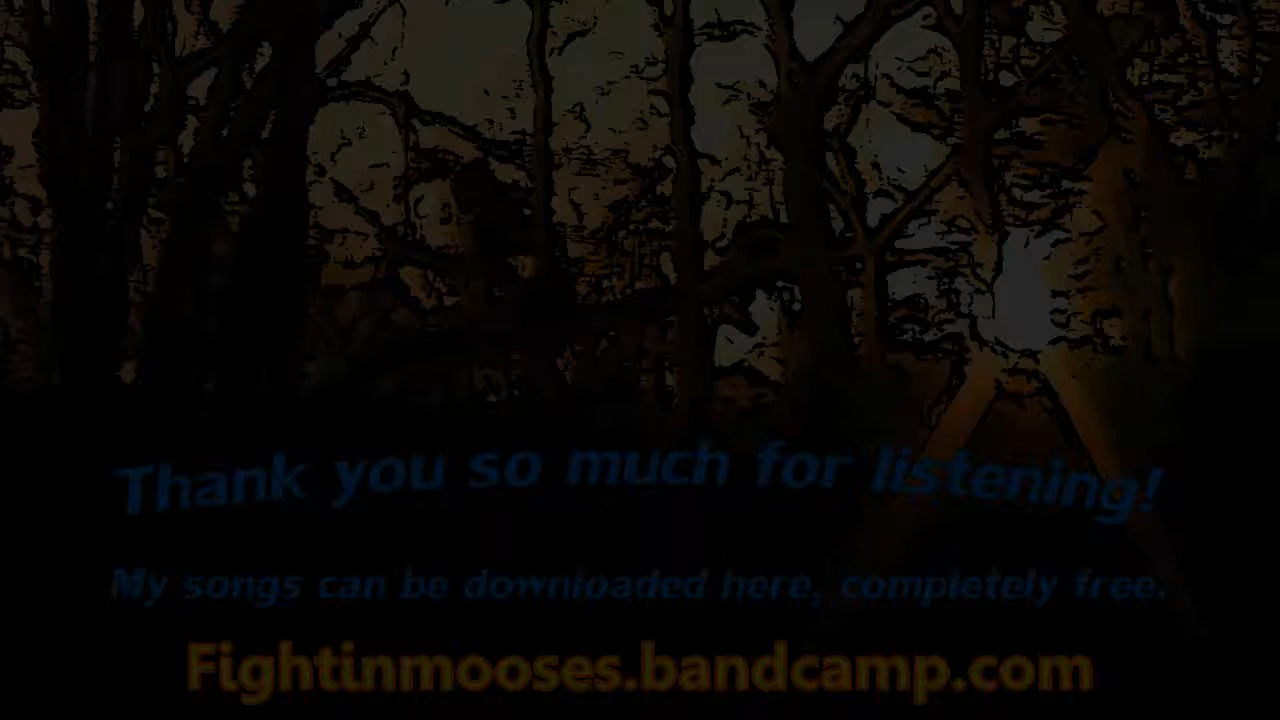 Thank you so much for listening!
My songs can be downloaded here, completely free.
Fightinmooses.bandcamp.com